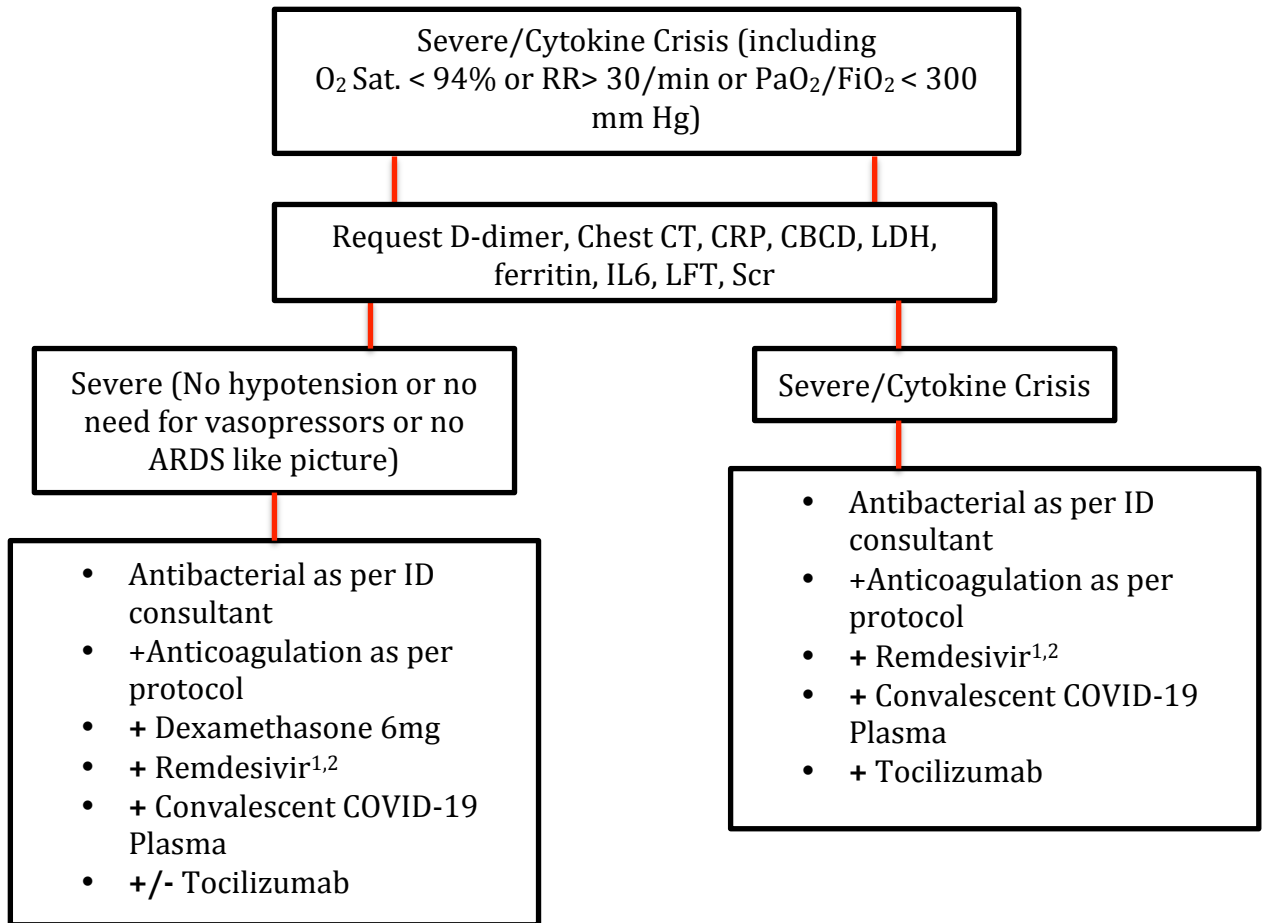 Severe/Cytokine Crisis (including
O₂ Sat. < 94% or RR> 30/min or PaO₂/FiO₂ < 300
mm Hg)
Request D-dimer, Chest CT, CRP, CBCD, LDH,
ferritin, IL6, LFT, Scr
Severe (No hypotension or no
need for vasopressors or no
ARDS like picture)
• Antibacterial as per ID
consultant
• +Anticoagulation as per
protocol
• + Dexamethasone 6mg
• + Remdesivir¹,²
• + Convalescent COVID-19
Plasma
• +/- Tocilizumab
Severe/Cytokine Crisis
• Antibacterial as per ID
consultant
• +Anticoagulation as per
protocol
• + Remdesivir¹,²
• + Convalescent COVID-19
Plasma
• + Tocilizumab